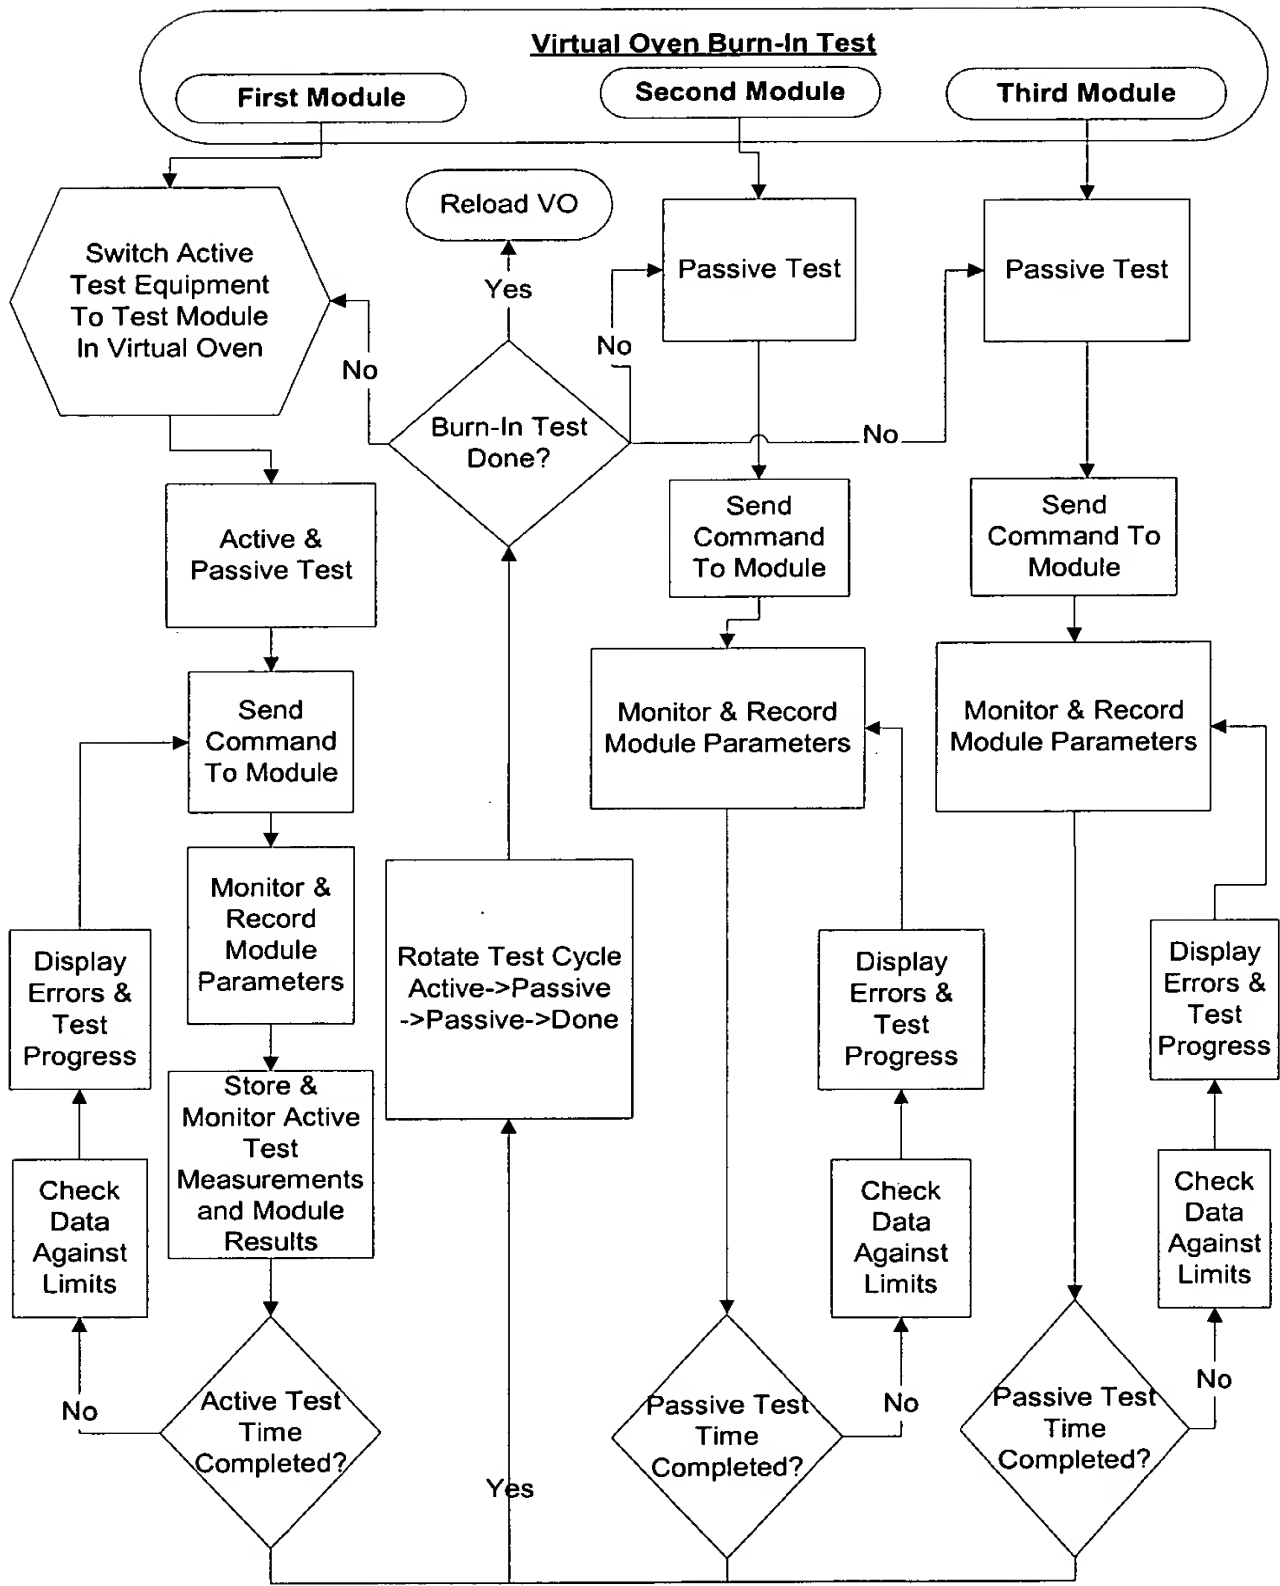 Virtual Oven Burn-In Test
First Module
Second Module
Third Module
Switch Active
Test Equipment
To Test Module
In Virtual Oven
Reload VO
Yes
Passive Test
Passive Test
No
No
No
Burn-In Test
Done?
Active &
Passive Test
Send
Command
To Module
Send
Command To
Module
Send
Command
To Module
Monitor & Record
Module Parameters
Monitor & Record
Module Parameters
Monitor &
Record
Module
Parameters
Display
Errors &
Test
Progress
Rotate Test Cycle
Active->Passive
->Passive->Done
Display
Errors &
Test
Progress
Display
Errors &
Test
Progress
Store &
Monitor Active
Test
Measurements
and Module
Results
Check
Data
Against
Limits
Check
Data
Against
Limits
Check
Data
Against
Limits
No
Active Test
Time
Completed?
Yes
Passive Test
Time
Completed?
No
Passive Test
Time
Completed?
No